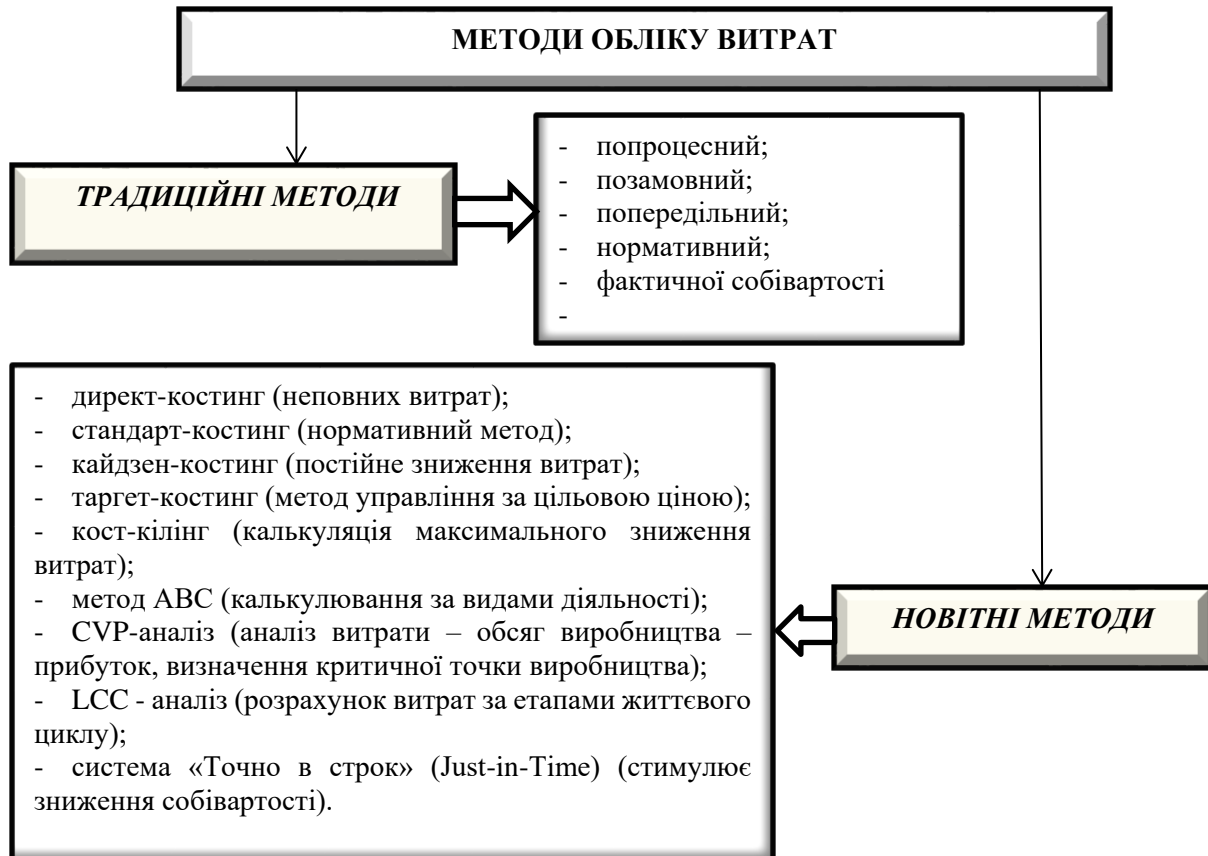 МЕТОДИ ОБЛІКУ ВИТРАТ
ТРАДИЦІЙНІ МЕТОДИ
- попроцесний;
- позамовний;
- попередільний;
- нормативний;
- фактичної собівартості
-
- директ-костинг (неповних витрат);
- стандарт-костинг (нормативний метод);
- кайдзен-костинг (постійне зниження витрат);
- таргет-костинг (метод управління за цільовою ціною);
- кост-кілінг (калькуляція максимального зниження
витрат);
- метод АВС (калькулювання за видами діяльності);
- CVP-аналіз (аналіз витрати – обсяг виробництва –
прибуток, визначення критичної точки виробництва);
- LCC - аналіз (розрахунок витрат за етапами життєвого
циклу);
- система «Точно в строк» (Just-in-Time) (стимулює
зниження собівартості).
НОВІТНІ МЕТОДИ